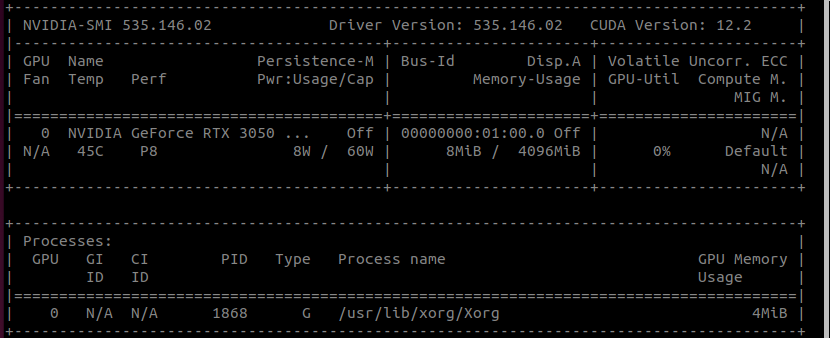 NVIDIA-SMI 535.146.02 Driver Version: 535.146.02 CUDA Version: 12.2
GPU Name Persistence-M | Bus-Id Disp.A | Volatile Uncorr. ECC
Fan Temp Perf Pwr:Usage/Cap | Memory-Usage | GPU-Util Compute M.
| | MIG M.
0 NVIDIA GeForce RTX 3050 ... Off | 00000000:01:00.0 Off | N/A
N/A 45C P8 8W / 60W | 8MiB / 4096MiB | 0% Default
| | N/A
Processes:
GPU GI CI PID Type Process name GPU Memory
ID ID Usage
0 N/A N/A 1868 G /usr/lib/xorg/Xorg 4MiB